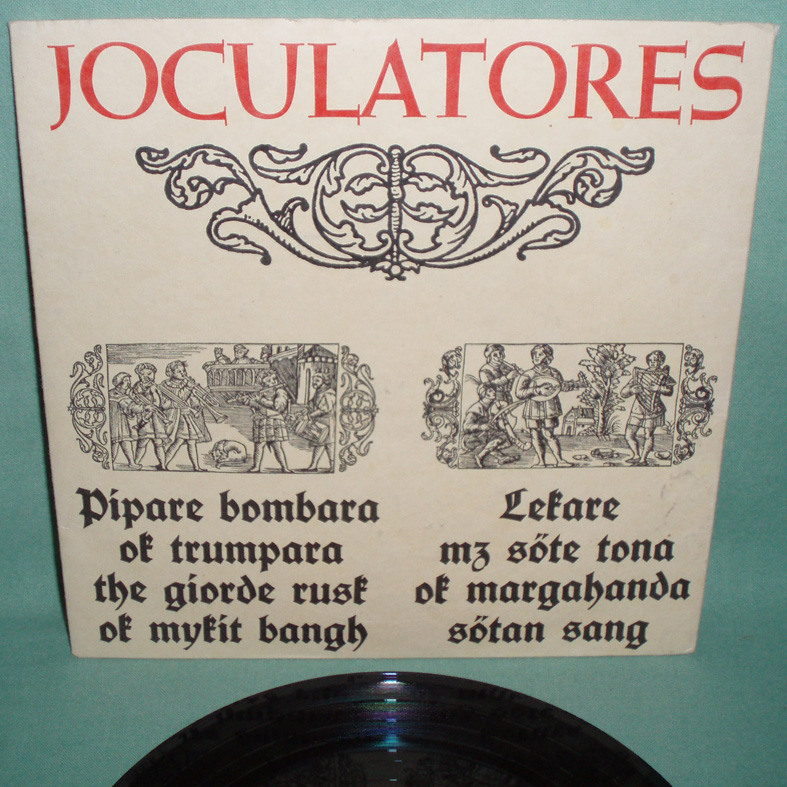 JOCULATORES
Pipare bombara
ok trumpara
the giorde rusk
ok mykit bangh
Lekare
mz söte tona
ok margahanda
sötan sang